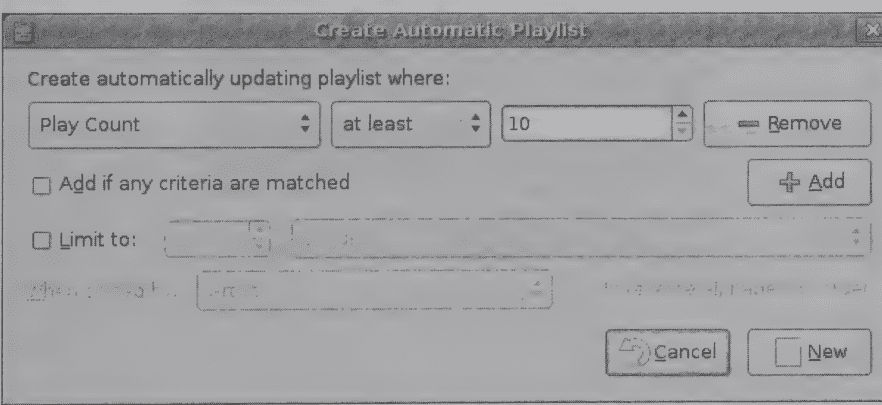 Create Automatic Playlist
Create automatically updating playlist where:
Play Count at least 10 Remove
Add if any criteria are matched
Add
Limit to:
Cancel New